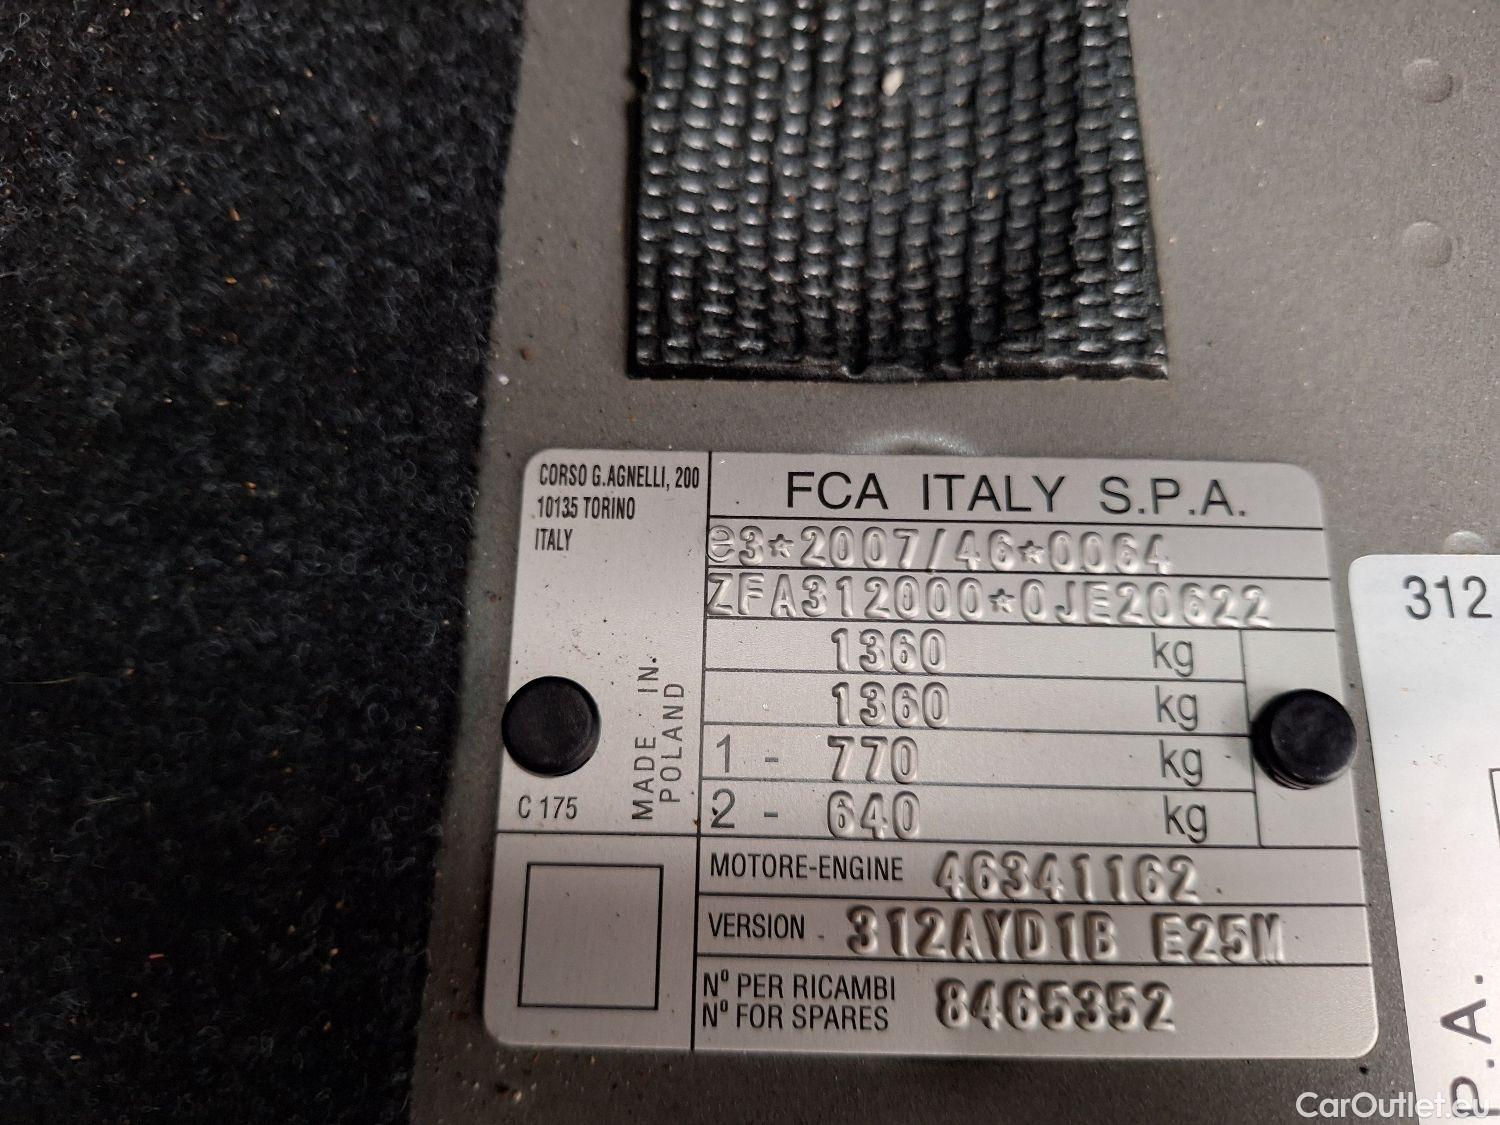 CORSO G.AGNELLI, 200
10135 TORINO
ITALY
MADE IN.
POLAND
C 175
FCA ITALY S.P.A.
e3*2007/46*0064
ZFA312000*0JE20622
1360 kg
1360 kg
1 - 770 kg
2 - 640 kg
MOTORE-ENGINE 46341162
VERSION 312AYD1B E25M
Nº PER RICAMBI
Nº FOR SPARES 8465352
312
P.A.
CarOutlet.eu